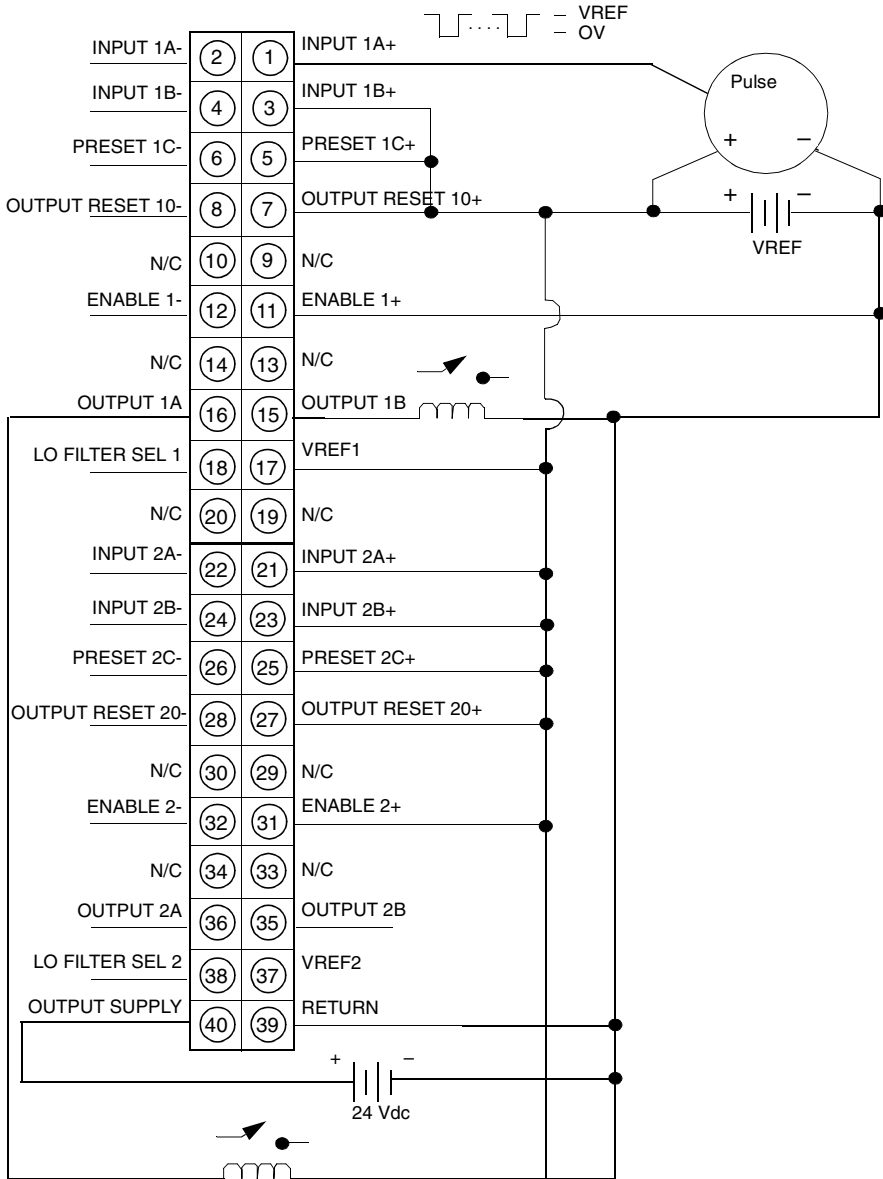 VREF
OV
INPUT 1A- 2 1 INPUT 1A+
Pulse
+ −
INPUT 1B- 4 3 INPUT 1B+
PRESET 1C- 6 5 PRESET 1C+
OUTPUT RESET 10- 8 7 OUTPUT RESET 10+
+ −
VREF
N/C 10 9 N/C
ENABLE 1- 12 11 ENABLE 1+
N/C 14 13 N/C
OUTPUT 1A 16 15 OUTPUT 1B
LO FILTER SEL 1 18 17 VREF1
N/C 20 19 N/C
INPUT 2A- 22 21 INPUT 2A+
INPUT 2B- 24 23 INPUT 2B+
PRESET 2C- 26 25 PRESET 2C+
OUTPUT RESET 20- 28 27 OUTPUT RESET 20+
N/C 30 29 N/C
ENABLE 2- 32 31 ENABLE 2+
N/C 34 33 N/C
OUTPUT 2A 36 35 OUTPUT 2B
LO FILTER SEL 2 38 37 VREF2
OUTPUT SUPPLY 40 39 RETURN
+ −
24 Vdc